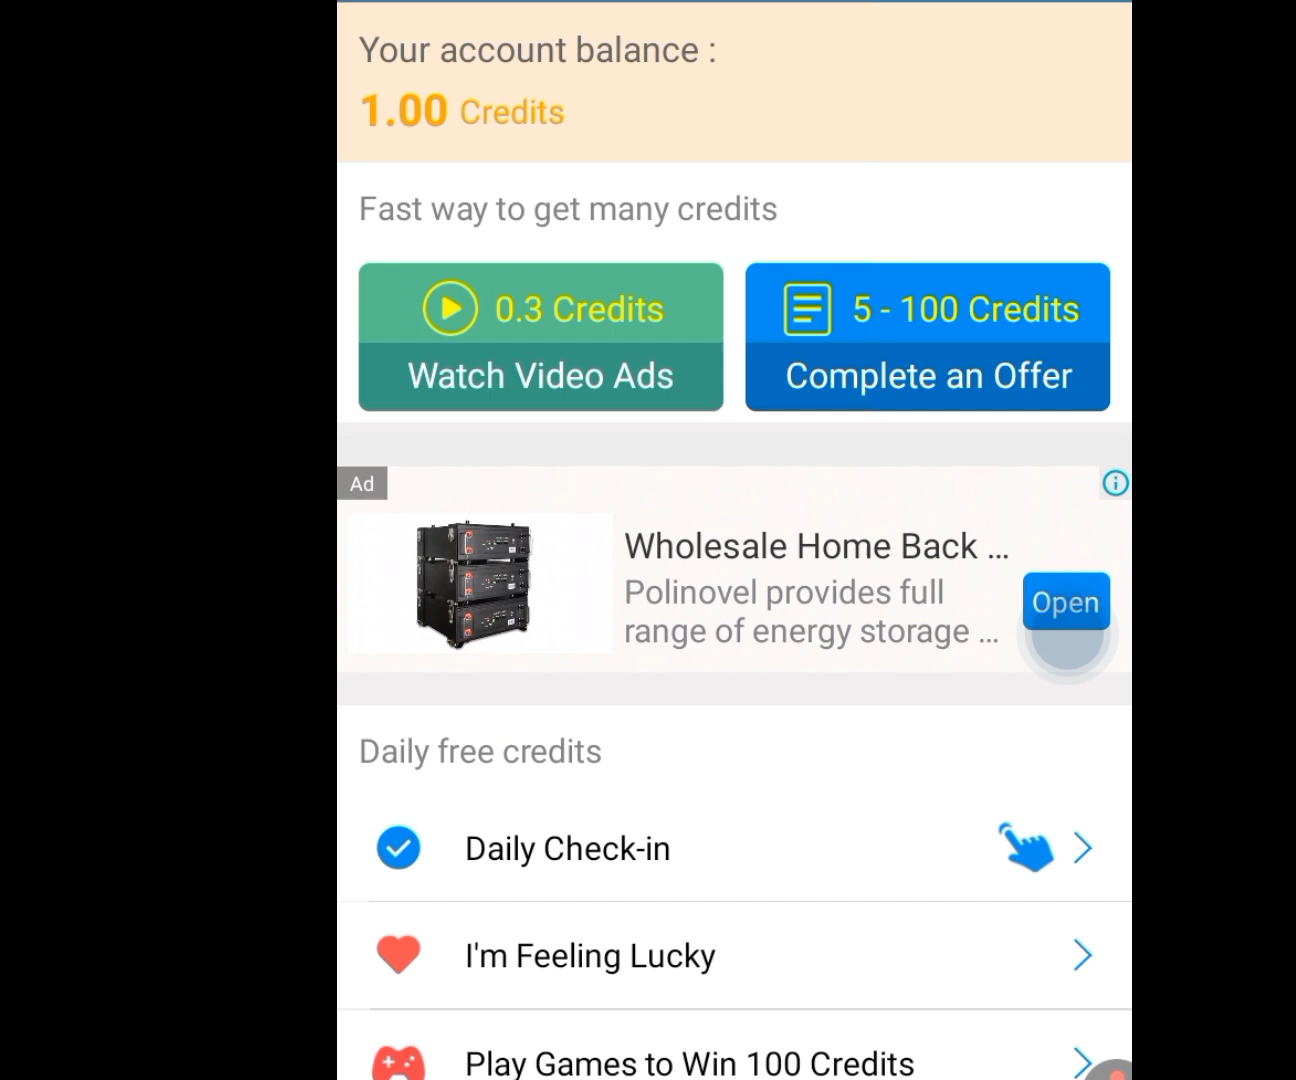 Your account balance :
1.00 Credits
Fast way to get many credits
0.3 Credits
Watch Video Ads
5 - 100 Credits
Complete an Offer
Ad
Wholesale Home Back ...
Polinovel provides full
range of energy storage ...
Open
Daily free credits
Daily Check-in
I'm Feeling Lucky
Play Games to Win 100 Credits